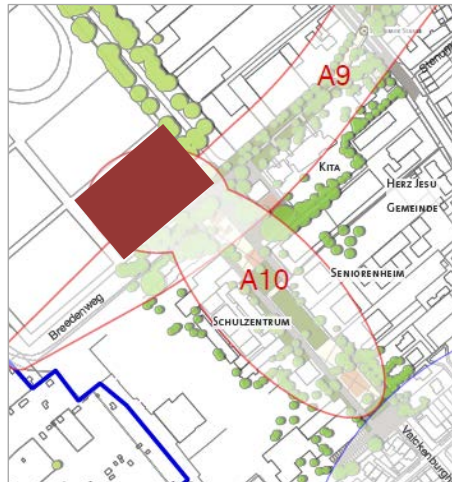 A9
KITA
HERZ JESU
GEMEINDE
A10
SENIORENHEIM
SCHULZENTRUM
Breedenweg